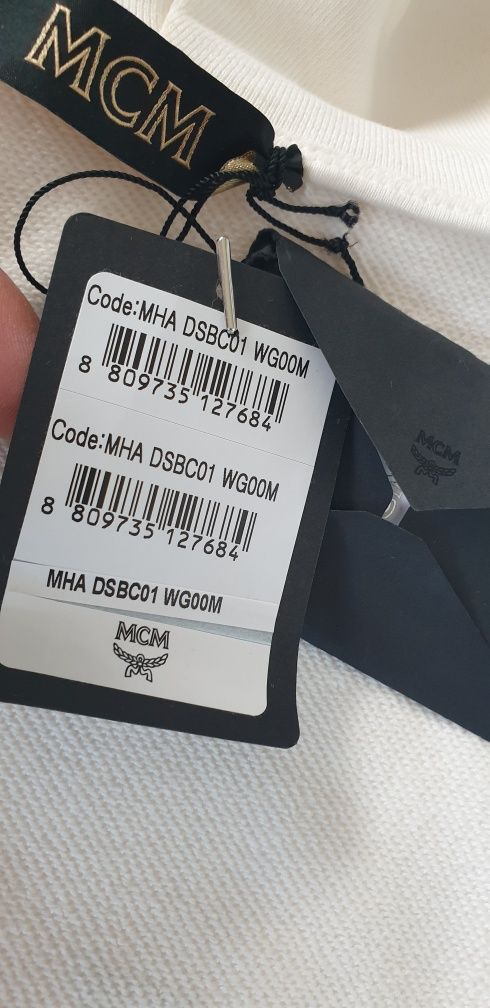 MCM
Code:MHA DSBC01 WG00M
8 809735 127684
Code:MHA DSBC01 WG00M
8 809735 127684
MHA DSBC01 WG00M
MCM
MCM